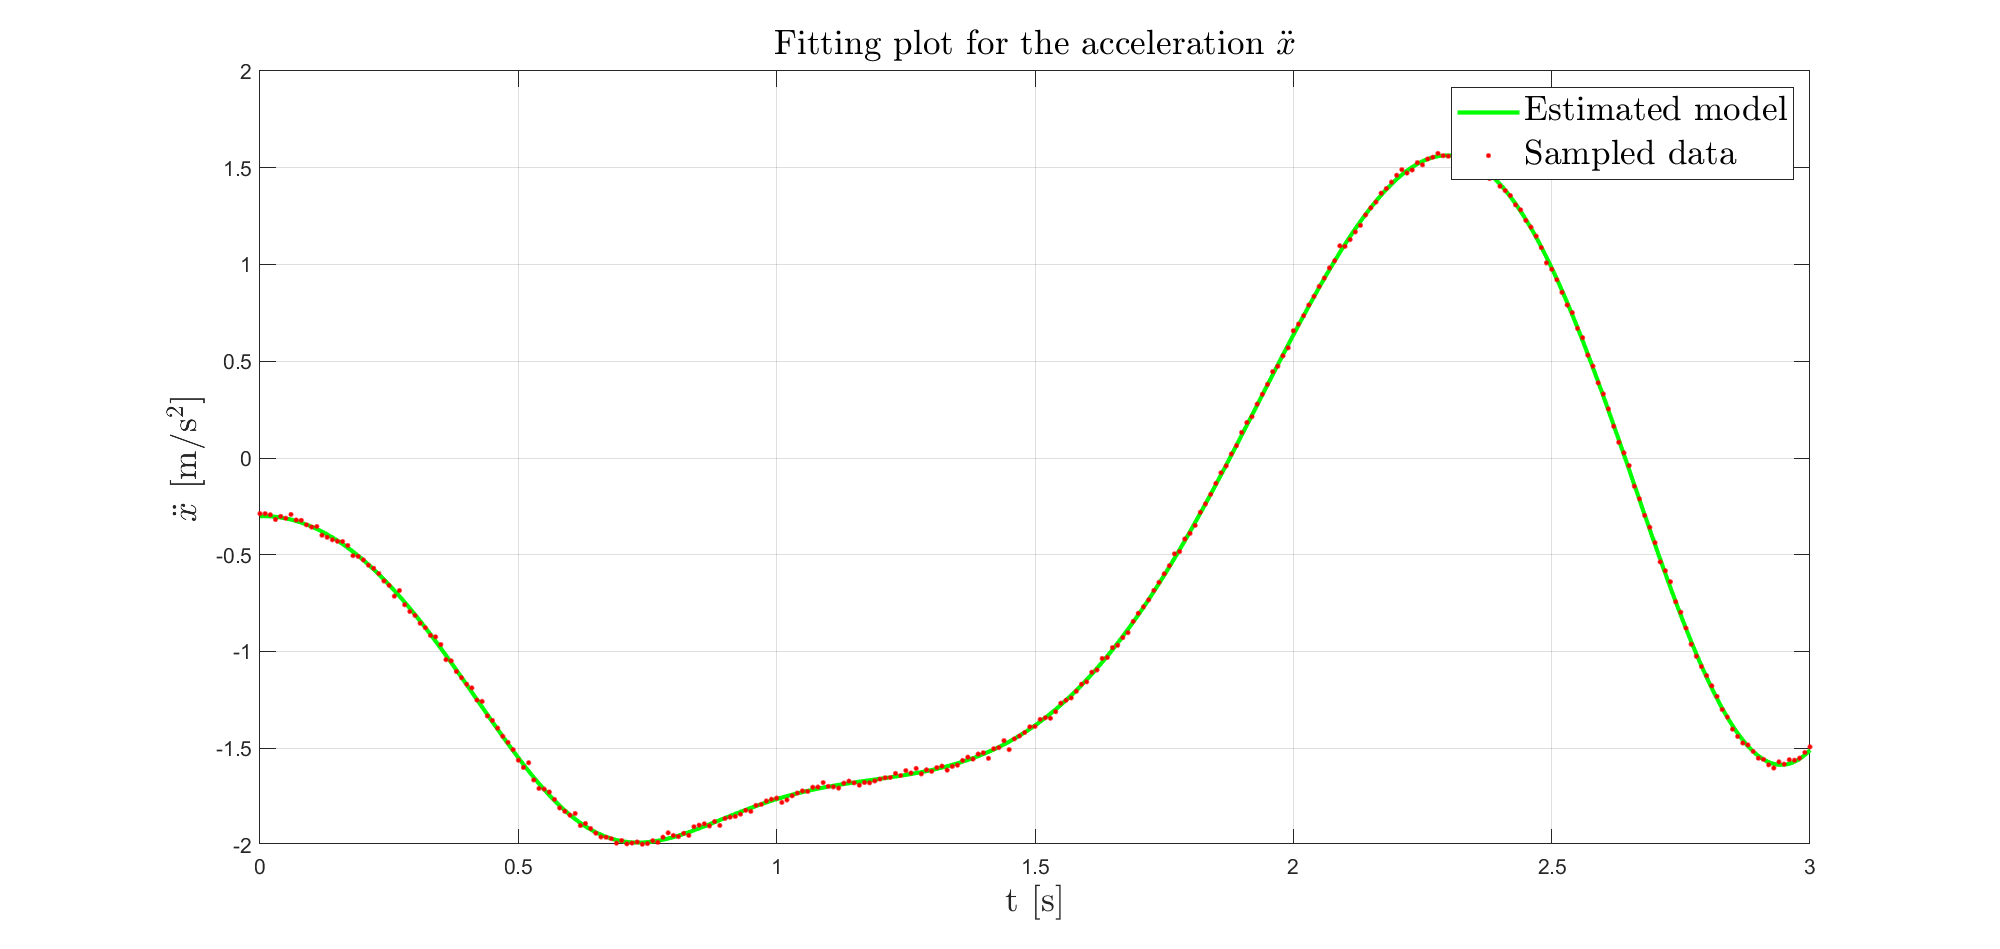 Fitting plot for the acceleration ẍ
2
1.5
1
0.5
0
-0.5
-1
-1.5
-2
ẍ [m/s²]
Estimated model
Sampled data
0 0.5 1 1.5 2 2.5 3
t [s]